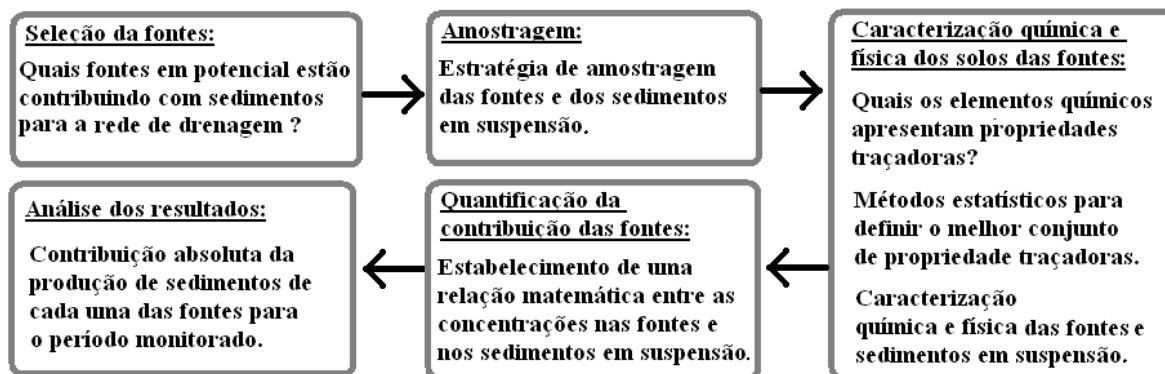 Seleção da fontes:
Quais fontes em potencial estão
contribuindo com sedimentos
para a rede de drenagem ?
Amostragem:
Estratégia de amostragem
das fontes e dos sedimentos
em suspensão.
Caracterização química e
física dos solos das fontes:
Quais os elementos químicos
apresentam propriedades
traçadoras?
Métodos estatísticos para
definir o melhor conjunto
de propriedade traçadoras.
Caracterização
química e física das fontes e
sedimentos em suspensão.
Quantificação da
contribuição das fontes:
Estabelecimento de uma
relação matemática entre as
concentrações nas fontes e
nos sedimentos em suspensão.
Análise dos resultados:
Contribuição absoluta da
produção de sedimentos de
cada uma das fontes para
o período monitorado.